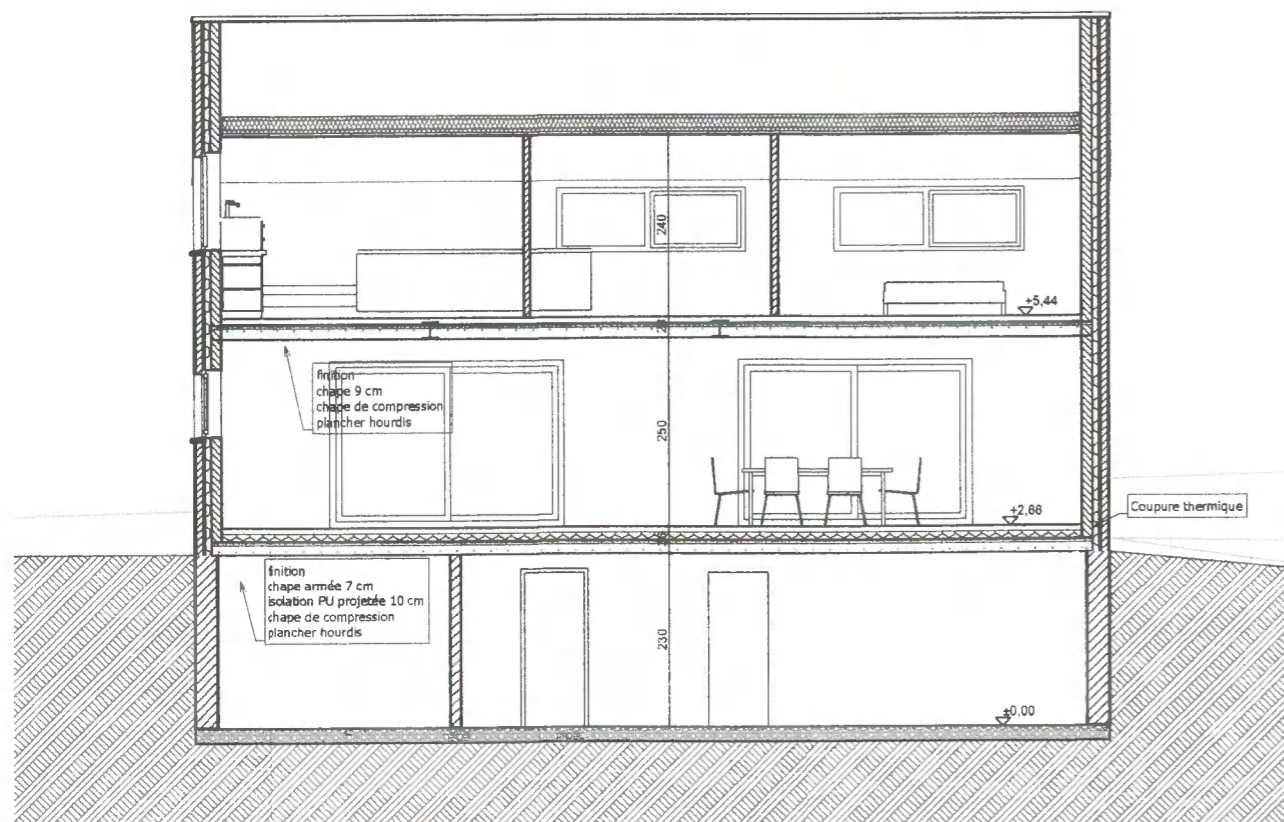 240
+5,44
28
finition
chape 9 cm
chape de compression
plancher hourdis
250
+2,66
Coupure thermique
finition
chape armée 7 cm
isolation PU projetée 10 cm
chape de compression
plancher hourdis
230
±0,00